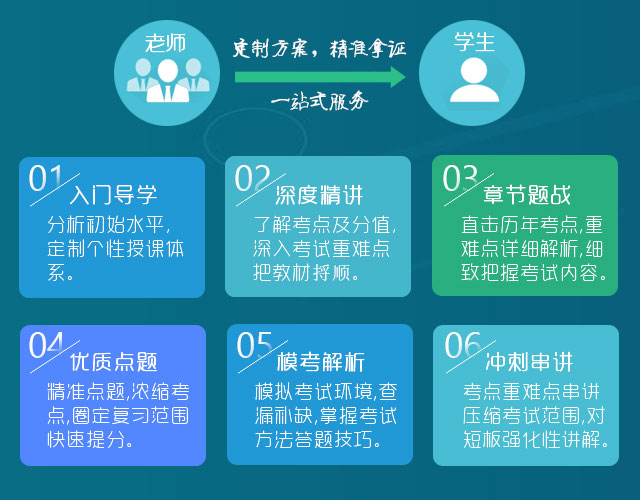 老师
定制方案，精准拿证
学生
一站式服务
01 入门导学
分析初始水平,
定制个性授课体
系。
02 深度精讲
了解考点及分值,
深入考试重难点
把教材捋顺。
03 章节题战
直击历年考点,重
难点详细解析,细
致把握考试内容。
04 优质点题
精准点题,浓缩考
点,圈定复习范围
快速提分。
05 模考解析
模拟考试环境,查
漏补缺,掌握考试
方法答题技巧。
06 冲刺串讲
考点重难点串讲
压缩考试范围,对
短板强化性讲解。